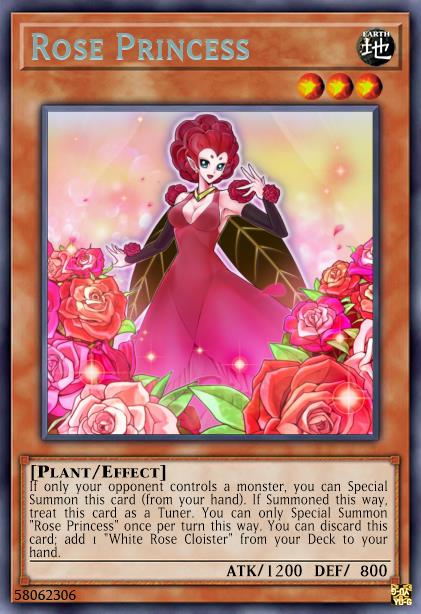 Rose Princess
EARTH
地
[Plant/Effect]
If only your opponent controls a monster, you can Special
Summon this card (from your hand). If Summoned this way,
treat this card as a Tuner. You can only Special Summon
"Rose Princess" once per turn this way. You can discard this
card; add 1 "White Rose Cloister" from your Deck to your
hand.
ATK/1200 DEF/ 800
58062306